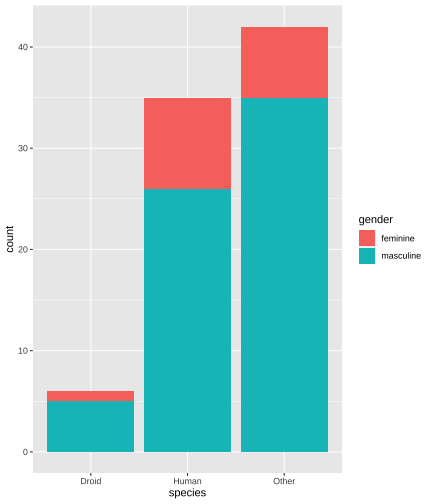 40
30
20
10
0
count
Droid Human Other
species
gender
feminine
masculine